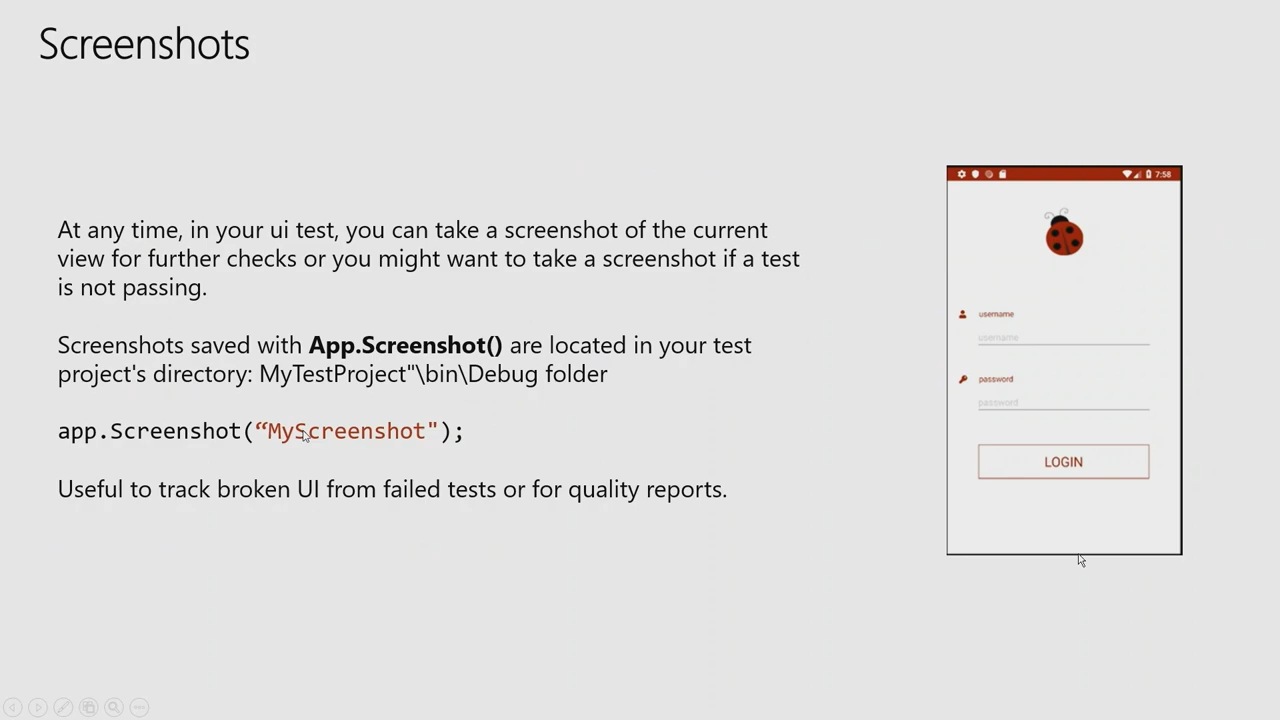 Screenshots
At any time, in your ui test, you can take a screenshot of the current
view for further checks or you might want to take a screenshot if a test
is not passing.
Screenshots saved with App.Screenshot() are located in your test
project's directory: MyTestProject"\bin\Debug folder
app.Screenshot(“MyScreenshot");
Useful to track broken UI from failed tests or for quality reports.
7:58
username
username
password
password
LOGIN